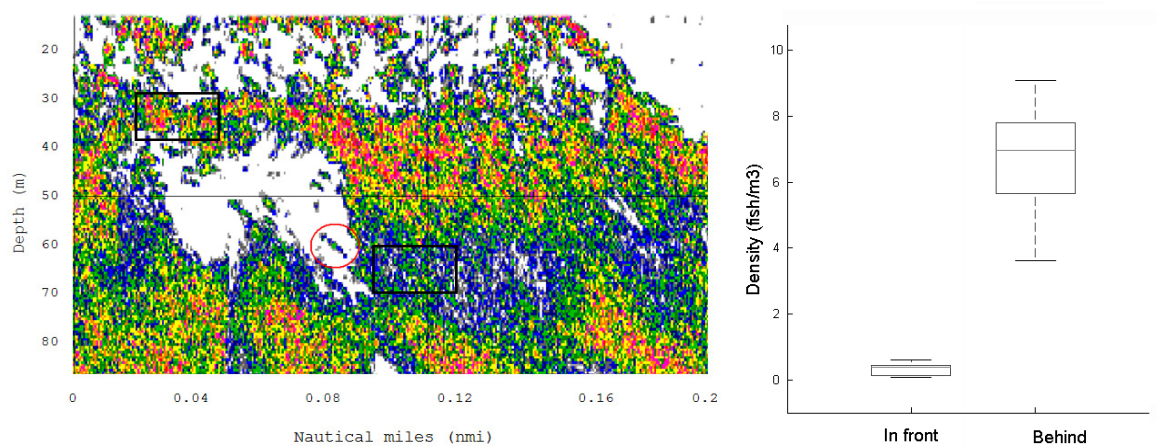 20
30
40
50
60
70
80
Depth (m)
0 0.04 0.08 0.12 0.16 0.2
Nautical miles (nmi)
10
8
6
4
2
0
Density (fish/m3)
In front Behind